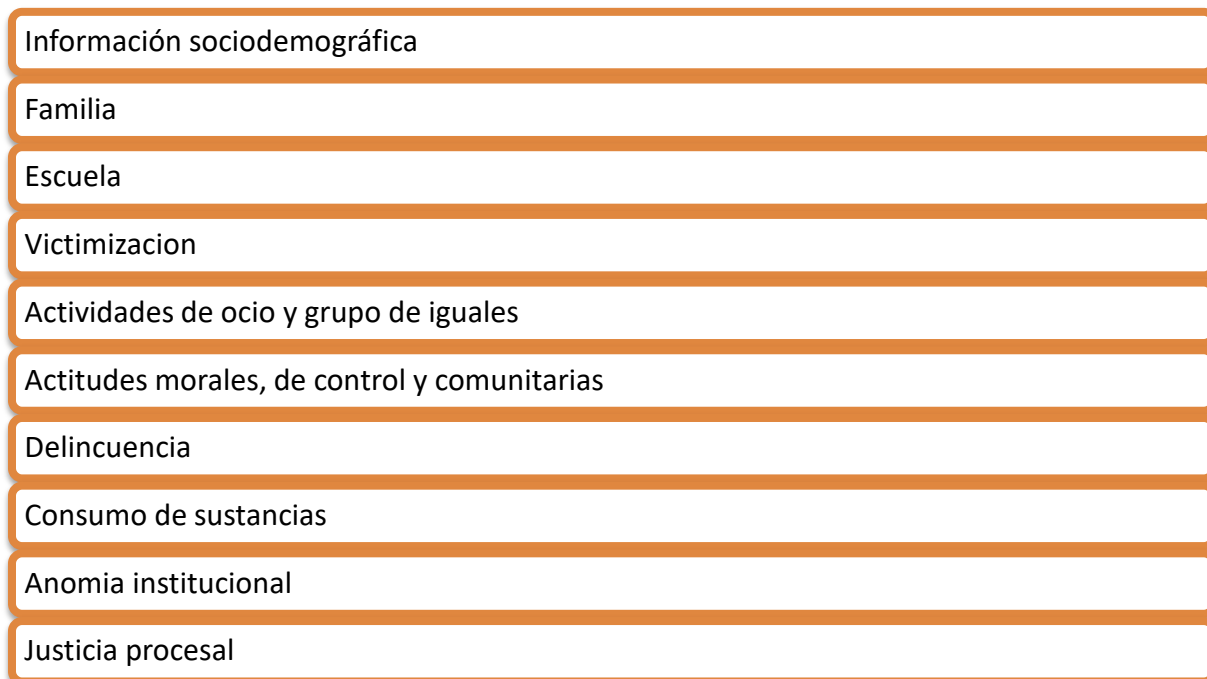 Información sociodemográfica
Familia
Escuela
Victimizacion
Actividades de ocio y grupo de iguales
Actitudes morales, de control y comunitarias
Delincuencia
Consumo de sustancias
Anomia institucional
Justicia procesal